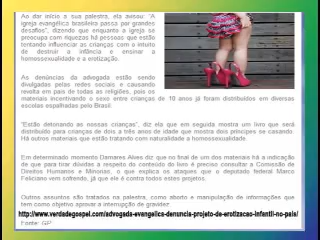 Ao dar início a sua palestra, ela avisou: "A
igreja evangélica brasileira passa por grandes
desafios", dizendo que enquanto a igreja se
preocupa com riquezas há pessoas que estão
tentando influenciar as crianças com o intuito
de destruir a infância e ensinar a
homossexualidade e a erotização.
As denúncias da advogada estão sendo
divulgadas pelas redes sociais e causando
revolta em pais de todas as religiões, pois os
materiais incentivando o sexo entre crianças de 10 anos já foram distribuídos em diversas
escolas espalhadas pelo Brasil.
"Estão detonando as nossas crianças", diz ela que em seguida mostra um livro que será
distribuído para crianças de dois a três anos de idade que mostra dois príncipes se casando.
Há outros materiais que estão tratando com naturalidade a homossexualidade
Em determinado momento Damares Alves diz que no final de um dos materiais há a indicação
de que para tirar dúvidas a respeito do conteúdo do livro é preciso consultar a Comissão de
Direitos Humanos e Minorias, o que explica os ataques que o deputado federal Marco
Feliciano vem sofrendo, já que ele é contra todos estes projetos.
Outros assuntos são tratados na palestra, como aborto e manipulação de informações que
tem como objetivo aprovar a interrupção de gravidez.
http://www.verdadegospel.com/advogada-evangelica-denuncia-projeto-de-erotizacao-infantil-no-pais/
Fonte: GP